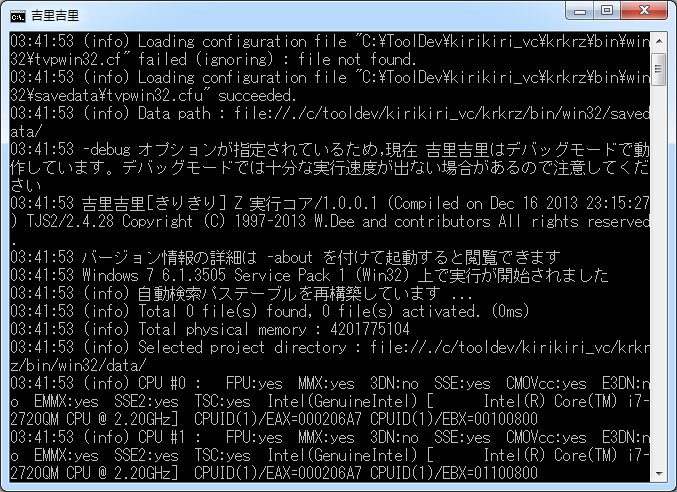 吉里吉里
03:41:53 (info) Loading configuration file "C:¥ToolDev¥kirikiri_vc¥krkrz¥bin¥win
32¥tvpwin32.cf" failed (ignoring) : file not found.
03:41:53 (info) Loading configuration file "C:¥ToolDev¥kirikiri_vc¥krkrz¥bin¥win
32¥savedata¥tvpwin32.cfu" succeeded.
03:41:53 (info) Data path : file://./c/tooldev/kirikiri_vc/krkrz/bin/win32/saved
ata/
03:41:53 -debug オプションが指定されているため,現在 吉里吉里はデバッグモードで動
作しています。デバッグモードでは十分な実行速度が出ない場合があるので注意してくだ
さい
03:41:53 吉里吉里[きりきり] Z 実行コア/1.0.0.1 (Compiled on Dec 16 2013 23:15:27
) TJS2/2.4.28 Copyright (C) 1997-2013 W.Dee and contributors All rights reserved
.
03:41:53 バージョン情報の詳細は -about を付けて起動すると閲覧できます
03:41:53 Windows 7 6.1.3505 Service Pack 1 (Win32) 上で実行が開始されました
03:41:53 (info) 自動検索パステーブルを再構築しています ...
03:41:53 (info) Total 0 file(s) found, 0 file(s) activated. (0ms)
03:41:53 (info) Total physical memory : 4201775104
03:41:53 (info) Selected project directory : file://./c/tooldev/kirikiri_vc/krkr
z/bin/win32/data/
03:41:53 (info) CPU #0 :  FPU:yes  MMX:yes  3DN:no  SSE:yes  CMOVcc:yes  E3DN:n
o  EMMX:yes  SSE2:yes  TSC:yes  Intel(GenuineIntel) [      Intel(R) Core(TM) i7-
2720QM CPU @ 2.20GHz]  CPUID(1)/EAX=000206A7 CPUID(1)/EBX=00100800
03:41:53 (info) CPU #1 :  FPU:yes  MMX:yes  3DN:no  SSE:yes  CMOVcc:yes  E3DN:n
o  EMMX:yes  SSE2:yes  TSC:yes  Intel(GenuineIntel) [      Intel(R) Core(TM) i7-
2720QM CPU @ 2.20GHz]  CPUID(1)/EAX=000206A7 CPUID(1)/EBX=01100800